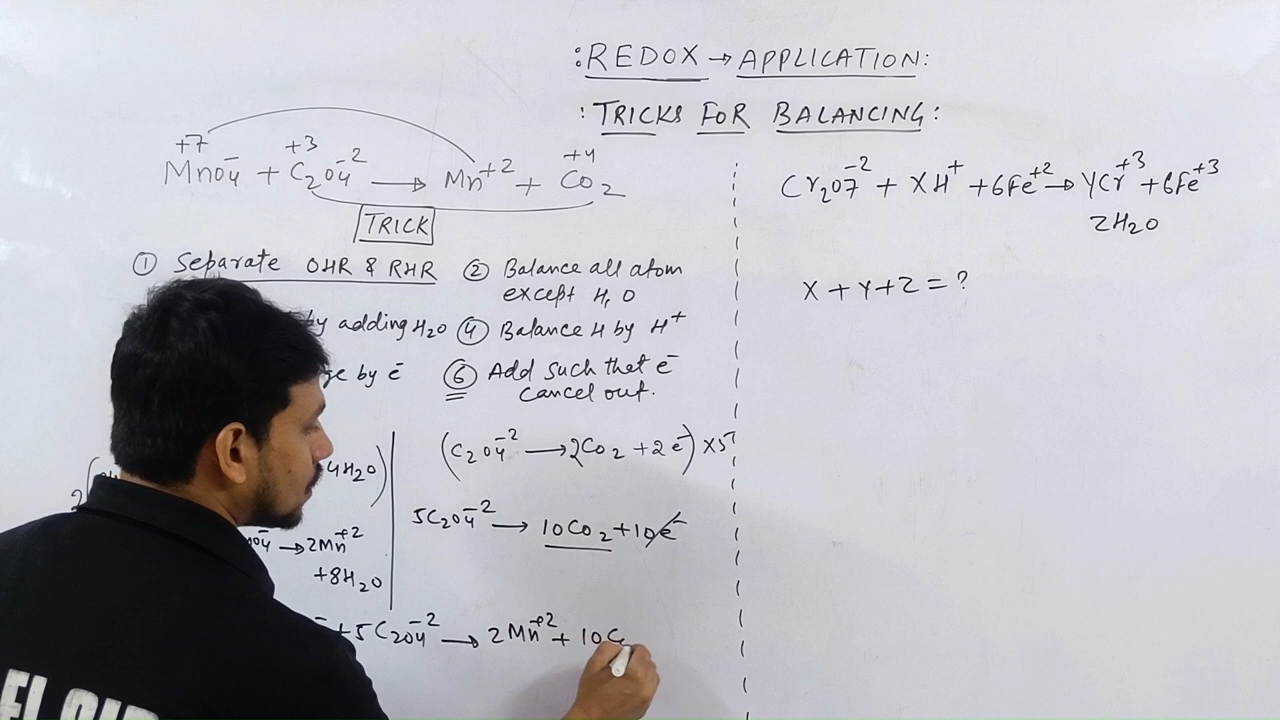 : REDOX → APPLICATION :
: TRICKS FOR BALANCING :
+7 +3 +4
MnO4⁻ + C2O4⁻² → Mn⁺² + CO2
TRICK
① Separate OHR & RHR
② Balance all atom
except H, O
by adding H2O
④ Balance H by H⁺
by e⁻
⑥ Add such that e⁻
cancel out.
2(
4H2O)
→ 2Mn⁺²
+8H2O
(C2O4⁻² → 2CO2 + 2e⁻) X5
5C2O4⁻² → 10CO2 + 10e⁻
+5C2O4⁻² → 2Mn⁺² + 10C
Cr2O7⁻² + XH⁺ + 6Fe⁺² → YCr⁺³ + 6Fe⁺³
ZH2O
X + Y + Z = ?